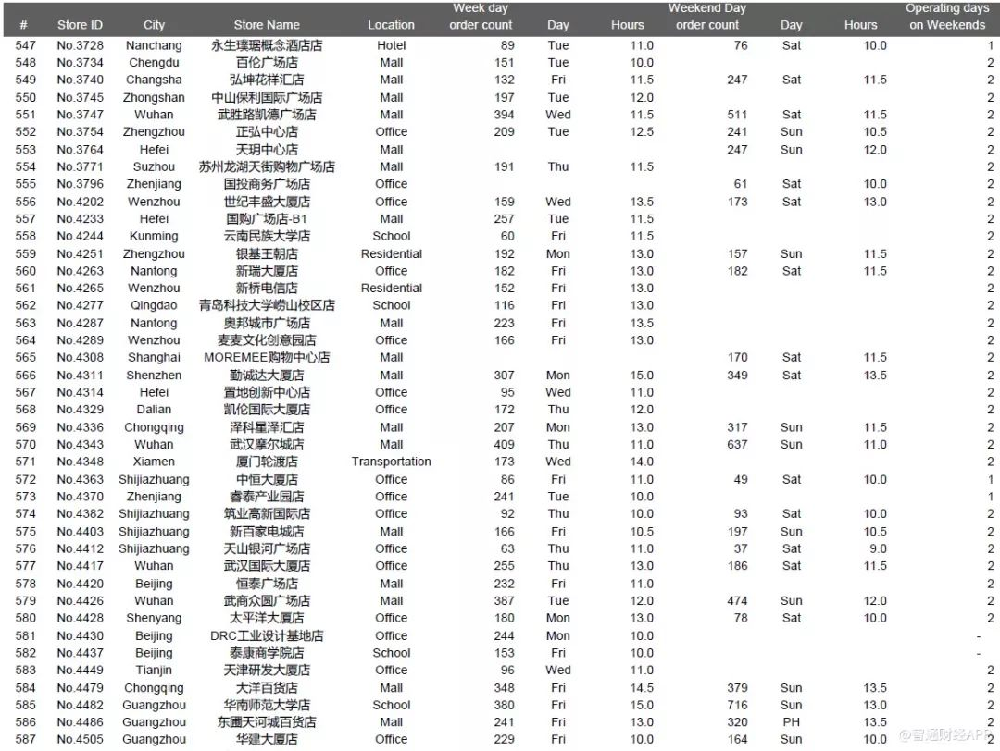 # Store ID City Store Name Location Week day order count Day Hours Weekend Day order count Day Hours Operating days on Weekends
547 No.3728 Nanchang 永生璞琚概念酒店店 Hotel 89 Tue 11.0 76 Sat 10.0 1
548 No.3734 Chengdu 百伦广场店 Mall 151 Tue 10.0 2
549 No.3740 Changsha 弘坤花样汇店 Mall 132 Fri 11.5 247 Sat 11.5 2
550 No.3745 Zhongshan 中山保利国际广场店 Mall 197 Tue 12.0 2
551 No.3747 Wuhan 武胜路凯德广场店 Mall 394 Wed 11.5 511 Sat 11.5 2
552 No.3754 Zhengzhou 正弘中心店 Office 209 Tue 12.5 241 Sun 10.5 2
553 No.3764 Hefei 天玥中心店 Mall 247 Sun 12.0 2
554 No.3771 Suzhou 苏州龙湖天街购物广场店 Mall 191 Thu 11.5 2
555 No.3796 Zhenjiang 国投商务广场店 Office 61 Sat 10.0 2
556 No.4202 Wenzhou 世纪丰盛大厦店 Office 159 Wed 13.5 173 Sat 13.0 2
557 No.4233 Hefei 国购广场店-B1 Mall 257 Tue 11.5 2
558 No.4244 Kunming 云南民族大学店 School 60 Fri 11.5 2
559 No.4251 Zhengzhou 银基王朝店 Residential 192 Mon 13.0 157 Sun 11.5 2
560 No.4263 Nantong 新瑞大厦店 Office 182 Fri 13.0 182 Sat 11.5 2
561 No.4265 Wenzhou 新桥电信店 Residential 152 Fri 13.0 2
562 No.4277 Qingdao 青岛科技大学崂山校区店 School 116 Fri 13.0 2
563 No.4287 Nantong 奥邦城市广场店 Mall 223 Fri 13.5 2
564 No.4289 Wenzhou 麦麦文化创意园店 Office 166 Fri 13.0 2
565 No.4308 Shanghai MOREMEE购物中心店 Mall 170 Sat 11.5 2
566 No.4311 Shenzhen 勤诚达大厦店 Mall 307 Mon 15.0 349 Sat 13.5 2
567 No.4314 Hefei 置地创新中心店 Office 95 Wed 11.0 2
568 No.4329 Dalian 凯伦国际大厦店 Office 172 Thu 12.0 2
569 No.4336 Chongqing 泽科星泽汇店 Mall 207 Mon 13.0 317 Sun 11.5 2
570 No.4343 Wuhan 武汉摩尔城店 Mall 409 Thu 11.0 637 Sun 11.0 2
571 No.4348 Xiamen 厦门轮渡店 Transportation 173 Wed 14.0 2
572 No.4363 Shijiazhuang 中恒大厦店 Office 86 Fri 11.0 49 Sat 10.0 1
573 No.4370 Zhenjiang 睿泰产业园店 Office 241 Tue 10.0 1
574 No.4382 Shijiazhuang 筑业高新国际店 Office 92 Thu 10.0 93 Sat 10.0 2
575 No.4403 Shijiazhuang 新百家电城店 Mall 166 Fri 10.5 197 Sun 10.5 2
576 No.4412 Shijiazhuang 天山银河广场店 Office 63 Thu 11.0 37 Sat 9.0 2
577 No.4417 Wuhan 武汉国际大厦店 Office 255 Thu 13.0 186 Sat 11.5 2
578 No.4420 Beijing 恒泰广场店 Mall 232 Fri 11.0 2
579 No.4426 Wuhan 武商众圆广场店 Mall 387 Tue 12.0 474 Sun 12.0 2
580 No.4428 Shenyang 太平洋大厦店 Office 180 Mon 13.0 78 Sat 10.0 2
581 No.4430 Beijing DRC工业设计基地店 Office 244 Mon 10.0 -
582 No.4437 Beijing 泰康商学院店 School 153 Fri 10.0 -
583 No.4449 Tianjin 天津研发大厦店 Office 96 Wed 11.0 2
584 No.4479 Chongqing 大洋百货店 Mall 348 Fri 14.5 379 Sun 13.5 2
585 No.4482 Guangzhou 华南师范大学店 School 380 Fri 15.0 716 Sun 13.0 2
586 No.4486 Guangzhou 东圃天河城百货店 Mall 241 Fri 13.0 320 PH 13.5 2
587 No.4505 Guangzhou 华建大厦店 Office 229 Fri 10.0 164 Sun 10.0 2
@智通财经APP